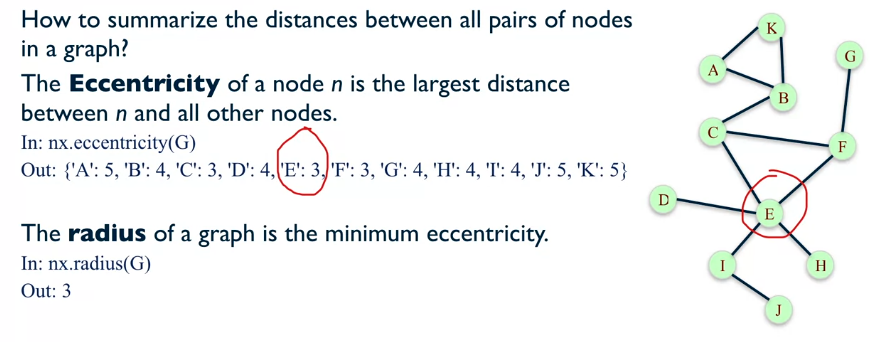 How to summarize the distances between all pairs of nodes
in a graph?
The Eccentricity of a node n is the largest distance
between n and all other nodes.
In: nx.eccentricity(G)
Out: {'A': 5, 'B': 4, 'C': 3, 'D': 4, 'E': 3, 'F': 3, 'G': 4, 'H': 4, 'I': 4, 'J': 5, 'K': 5}
The radius of a graph is the minimum eccentricity.
In: nx.radius(G)
Out: 3
K
G
A
B
C
F
D
E
I
H
J